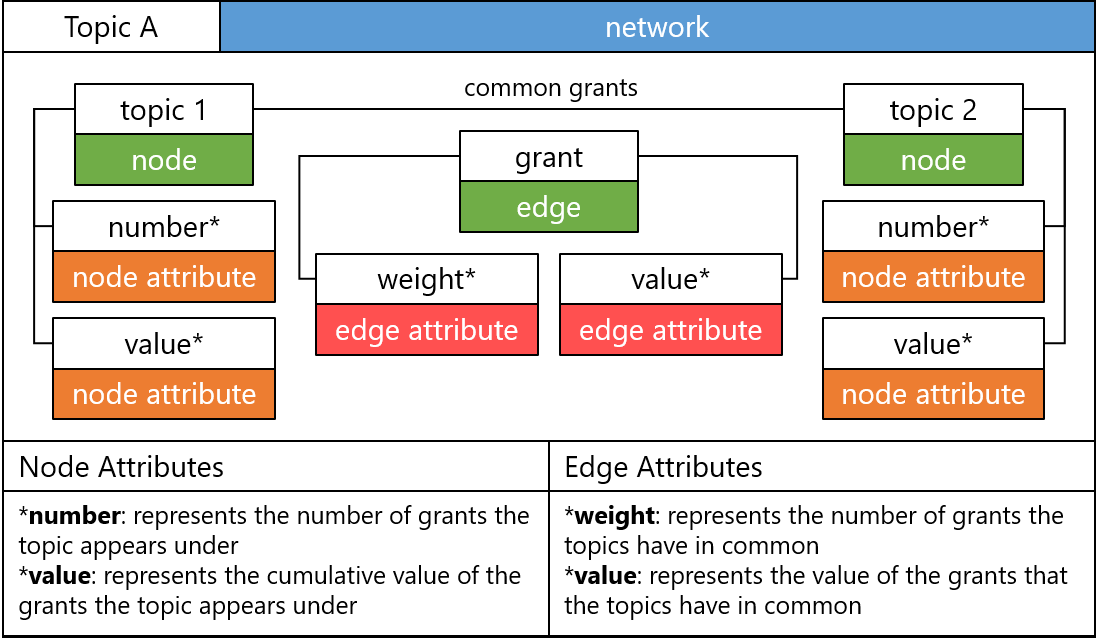 Topic A
network
common grants
topic 1
node
topic 2
node
grant
edge
number*
node attribute
number*
node attribute
weight*
edge attribute
value*
edge attribute
value*
node attribute
value*
node attribute
Node Attributes
*number: represents the number of grants the
topic appears under
*value: represents the cumulative value of the
grants the topic appears under
Edge Attributes
*weight: represents the number of grants the
topics have in common
*value: represents the value of the grants that
the topics have in common